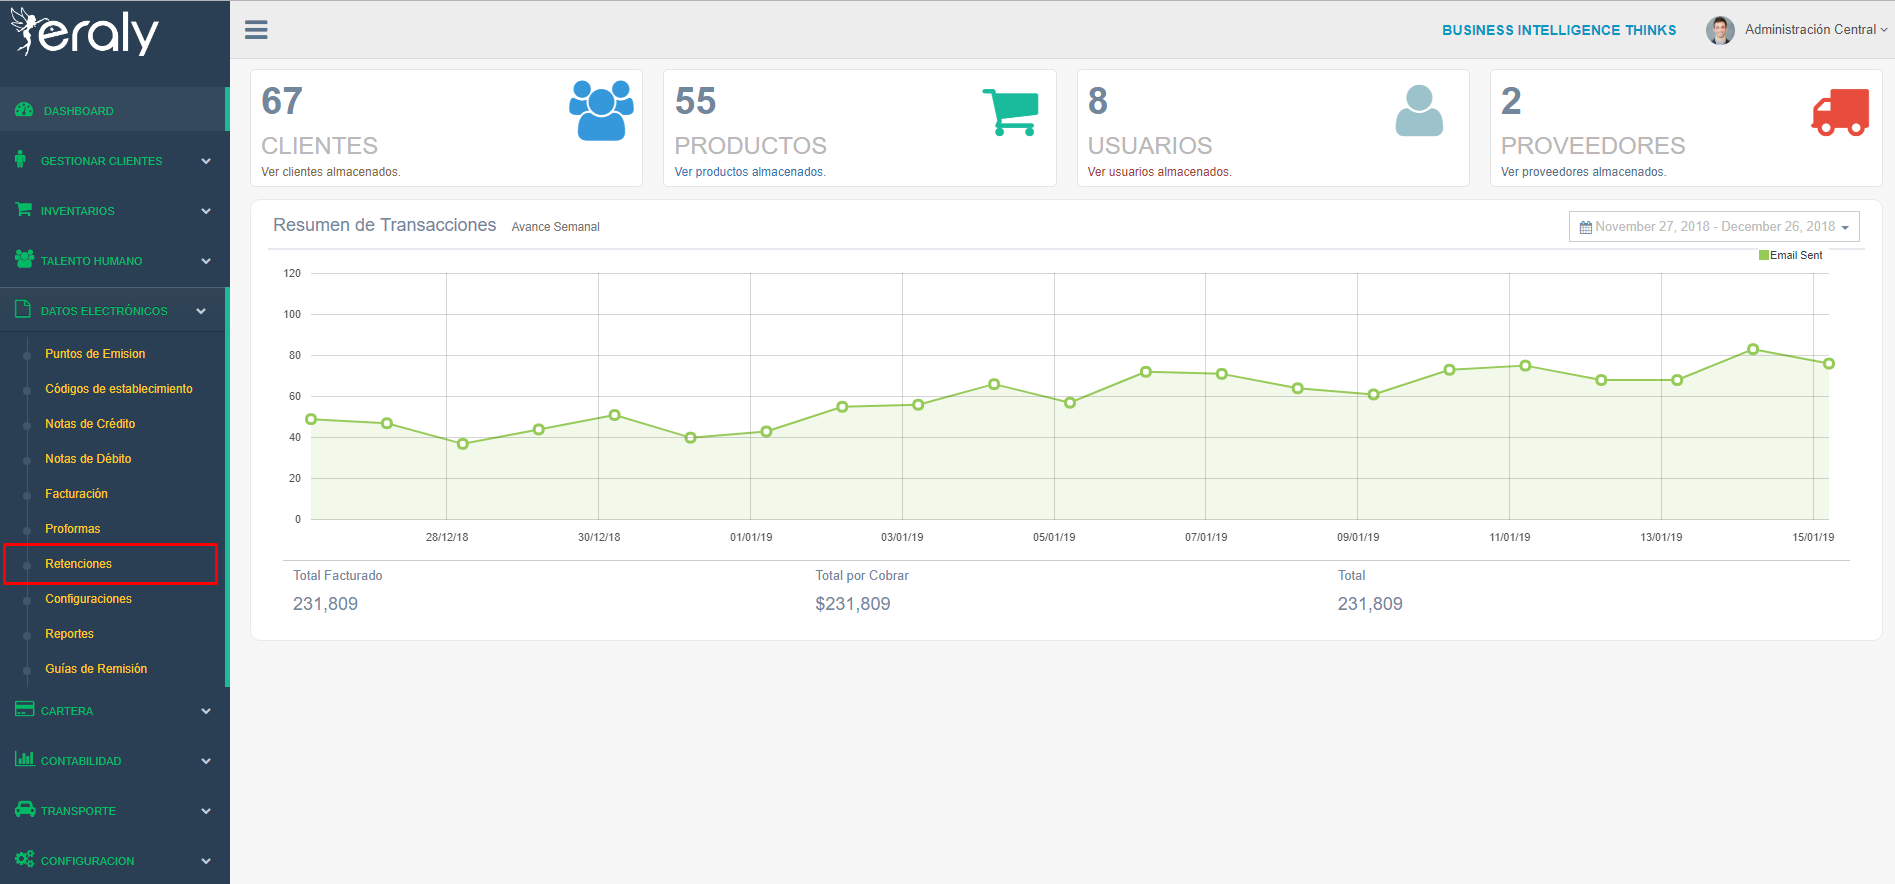 eraly
DASHBOARD
GESTIONAR CLIENTES
INVENTARIOS
TALENTO HUMANO
DATOS ELECTRÓNICOS
Puntos de Emision
Códigos de establecimiento
Notas de Crédito
Notas de Débito
Facturación
Proformas
Retenciones
Configuraciones
Reportes
Guías de Remisión
CARTERA
CONTABILIDAD
TRANSPORTE
CONFIGURACION
BUSINESS INTELLIGENCE THINKS
Administración Central
67
CLIENTES
Ver clientes almacenados.
55
PRODUCTOS
Ver productos almacenados.
8
USUARIOS
Ver usuarios almacenados.
2
PROVEEDORES
Ver proveedores almacenados.
Resumen de Transacciones Avance Semanal
November 27, 2018 - December 26, 2018
Email Sent
120
100
80
60
40
20
0
28/12/18 30/12/18 01/01/19 03/01/19 05/01/19 07/01/19 09/01/19 11/01/19 13/01/19 15/01/19
Total Facturado
231,809
Total por Cobrar
$231,809
Total
231,809